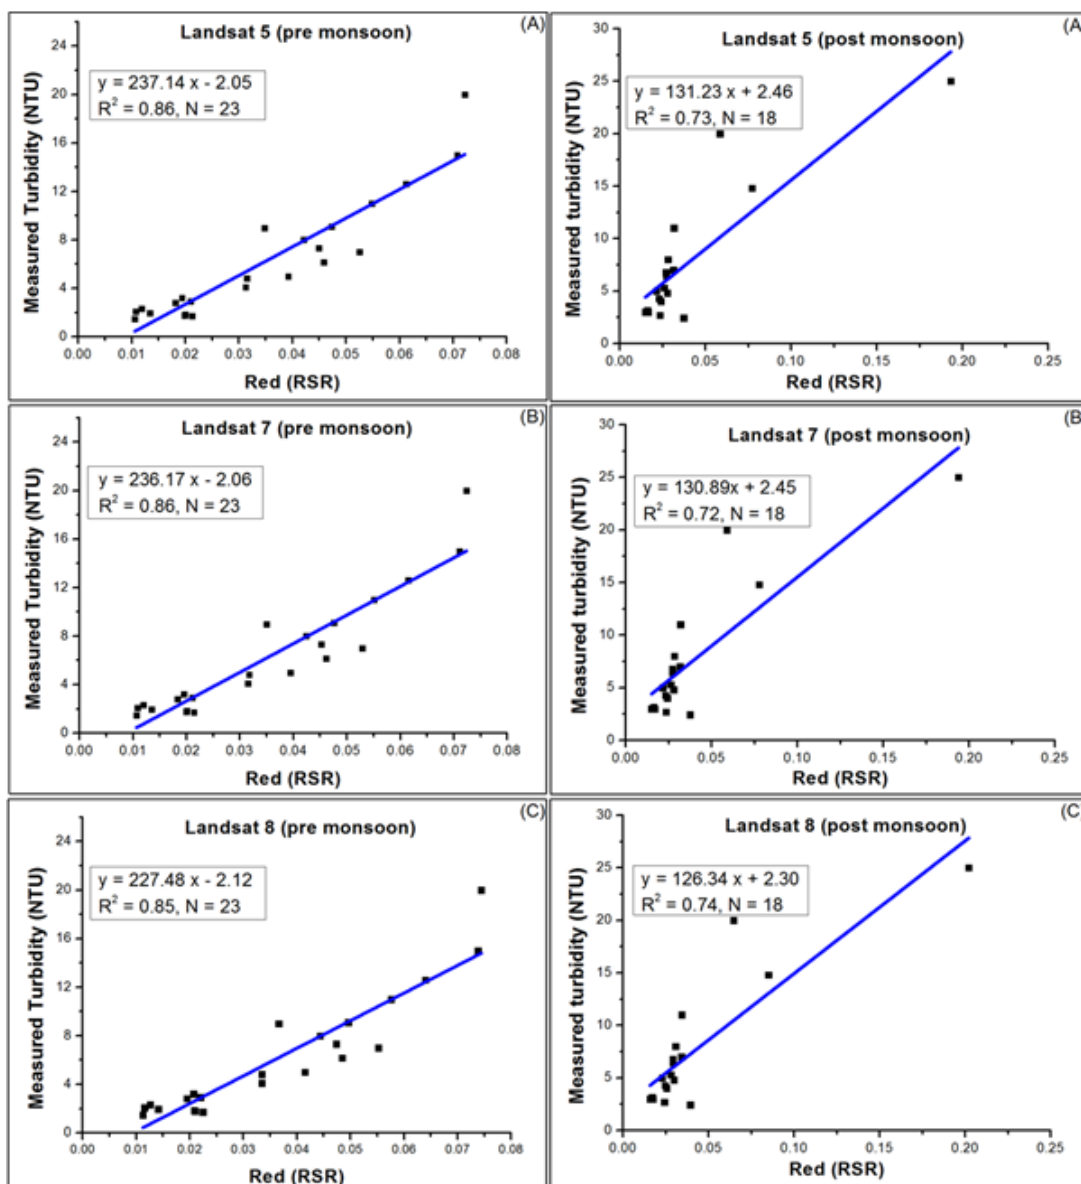 (A)
Landsat 5 (pre monsoon)
y = 237.14 x - 2.05
R² = 0.86, N = 23
Measured Turbidity (NTU)
24
20
16
12
8
4
0
0.00 0.01 0.02 0.03 0.04 0.05 0.06 0.07 0.08
Red (RSR)
(A)
Landsat 5 (post monsoon)
y = 131.23 x + 2.46
R² = 0.73, N = 18
Measured turbidity (NTU)
30
25
20
15
10
5
0
0.00 0.05 0.10 0.15 0.20 0.25
Red (RSR)
(B)
Landsat 7 (pre monsoon)
y = 236.17 x - 2.06
R² = 0.86, N = 23
Measured Turbidity (NTU)
24
20
16
12
8
4
0
0.00 0.01 0.02 0.03 0.04 0.05 0.06 0.07 0.08
Red (RSR)
(B)
Landsat 7 (post monsoon)
y = 130.89x + 2.45
R² = 0.72, N = 18
Measured turbidity (NTU)
30
25
20
15
10
5
0
0.00 0.05 0.10 0.15 0.20 0.25
Red (RSR)
(C)
Landsat 8 (pre monsoon)
y = 227.48 x - 2.12
R² = 0.85, N = 23
Measured Turbidity (NTU)
24
20
16
12
8
4
0
0.00 0.01 0.02 0.03 0.04 0.05 0.06 0.07 0.08
Red (RSR)
(C)
Landsat 8 (post monsoon)
y = 126.34 x + 2.30
R² = 0.74, N = 18
Measured turbidity (NTU)
30
25
20
15
10
5
0
0.00 0.05 0.10 0.15 0.20 0.25
Red (RSR)